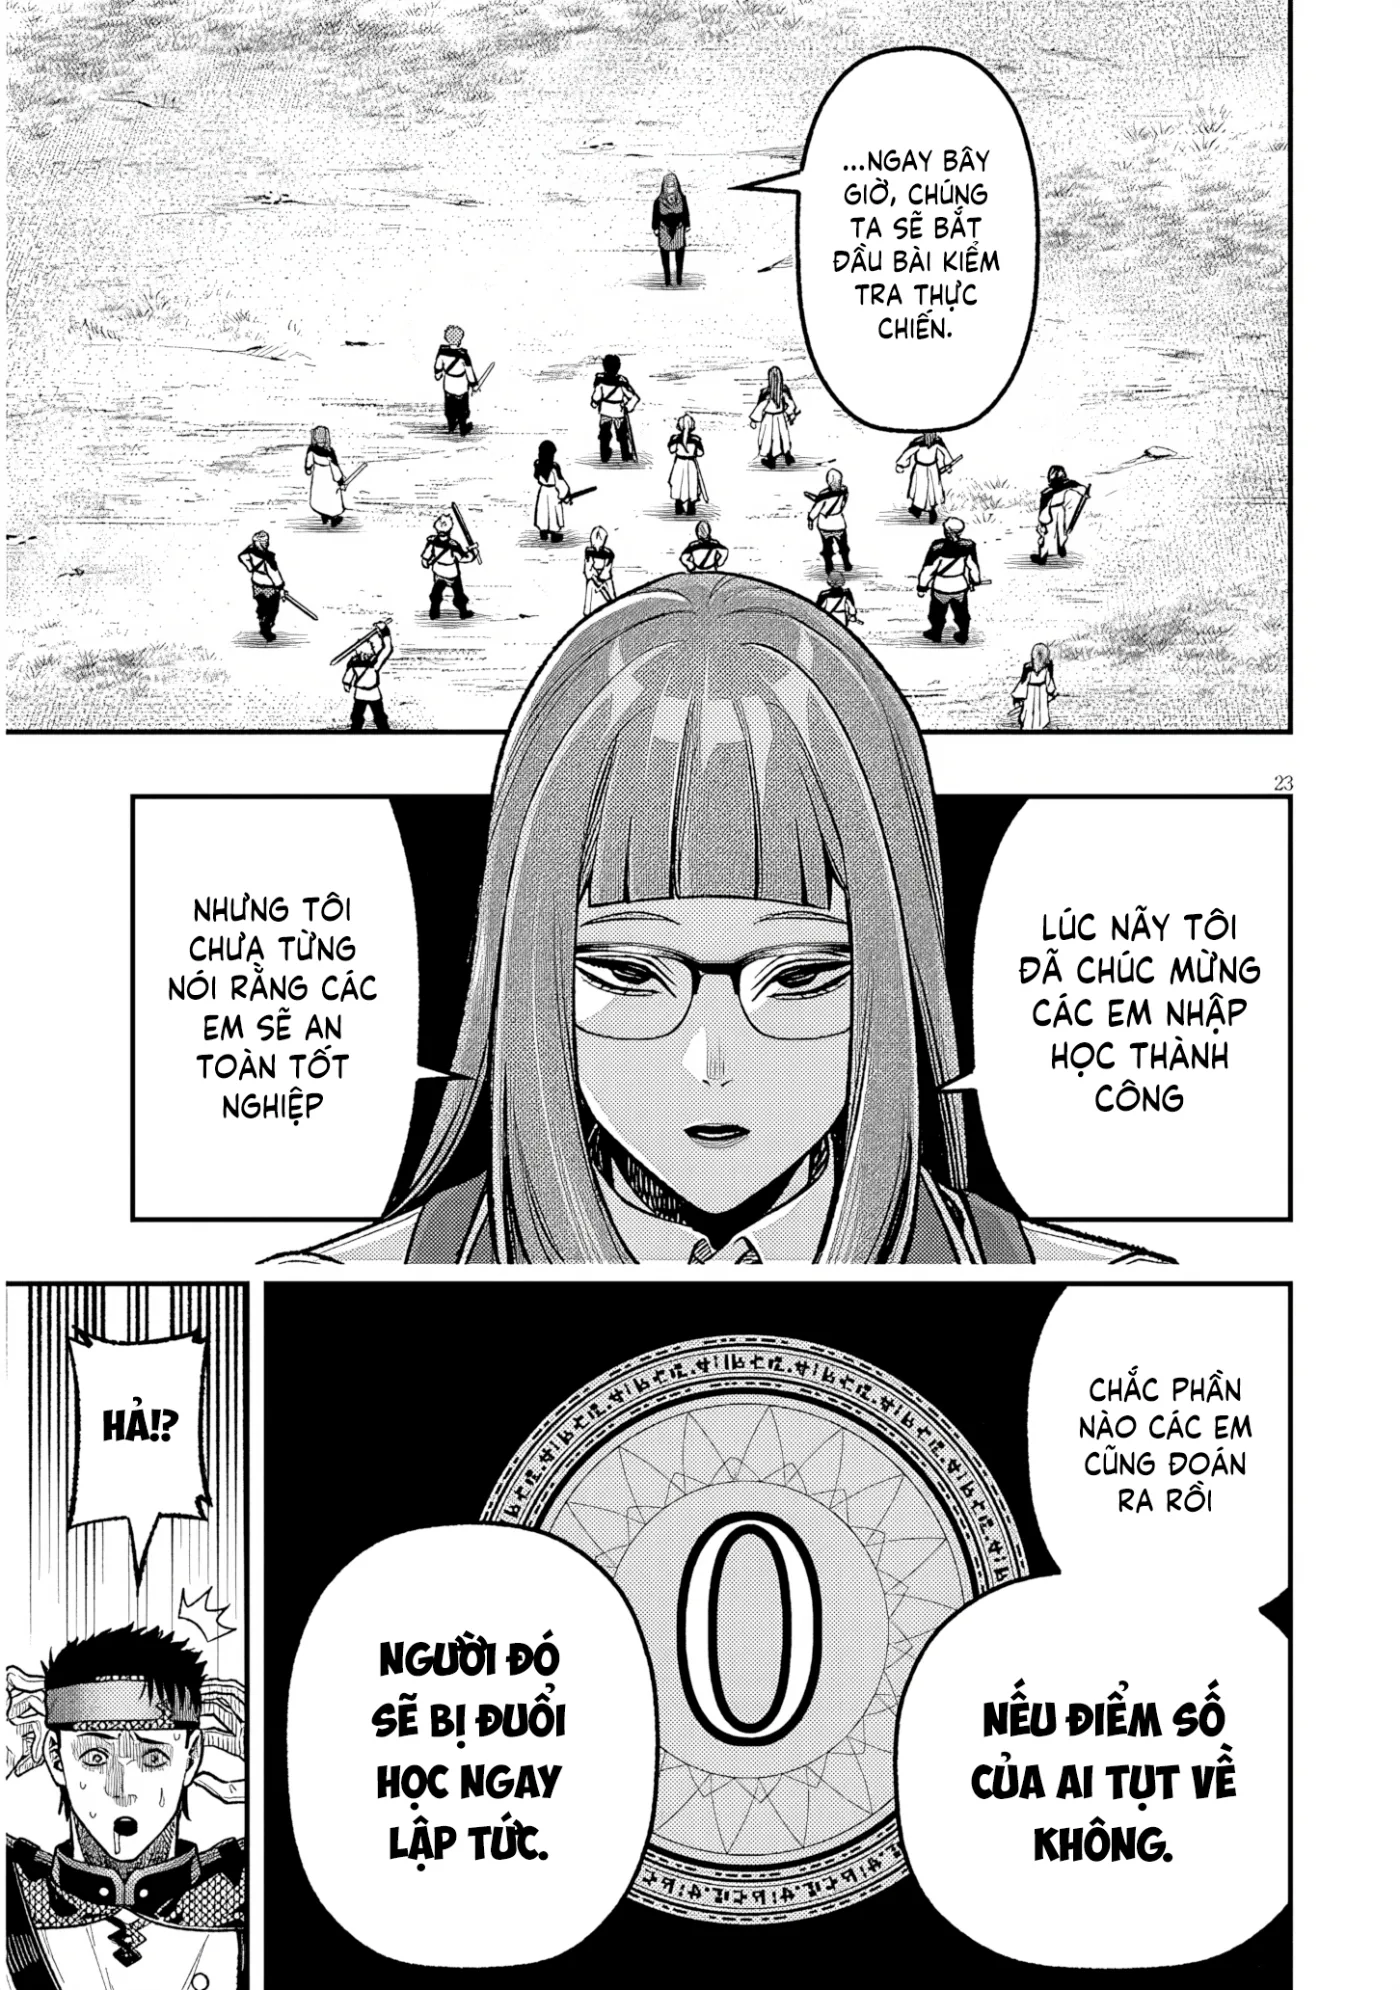 ...NGAY BÂY
GIỜ, CHÚNG
TA SẼ BẮT
ĐẦU BÀI KIỂM
TRA THỰC
CHIẾN.
23
LÚC NÃY TÔI
ĐÃ CHÚC MỪNG
CÁC EM NHẬP
HỌC THÀNH
CÔNG
NHƯNG TÔI
CHƯA TỪNG
NÓI RẰNG CÁC
EM SẼ AN
TOÀN TỐT
NGHIỆP
CHẮC PHẦN
NÀO CÁC EM
CŨNG ĐOÁN
RA RỒI
NẾU ĐIỂM SỐ
CỦA AI TỤT VỀ
KHÔNG.
0
NGƯỜI ĐÓ
SẼ BỊ ĐUỔI
HỌC NGAY
LẬP TỨC.
HẢ!?